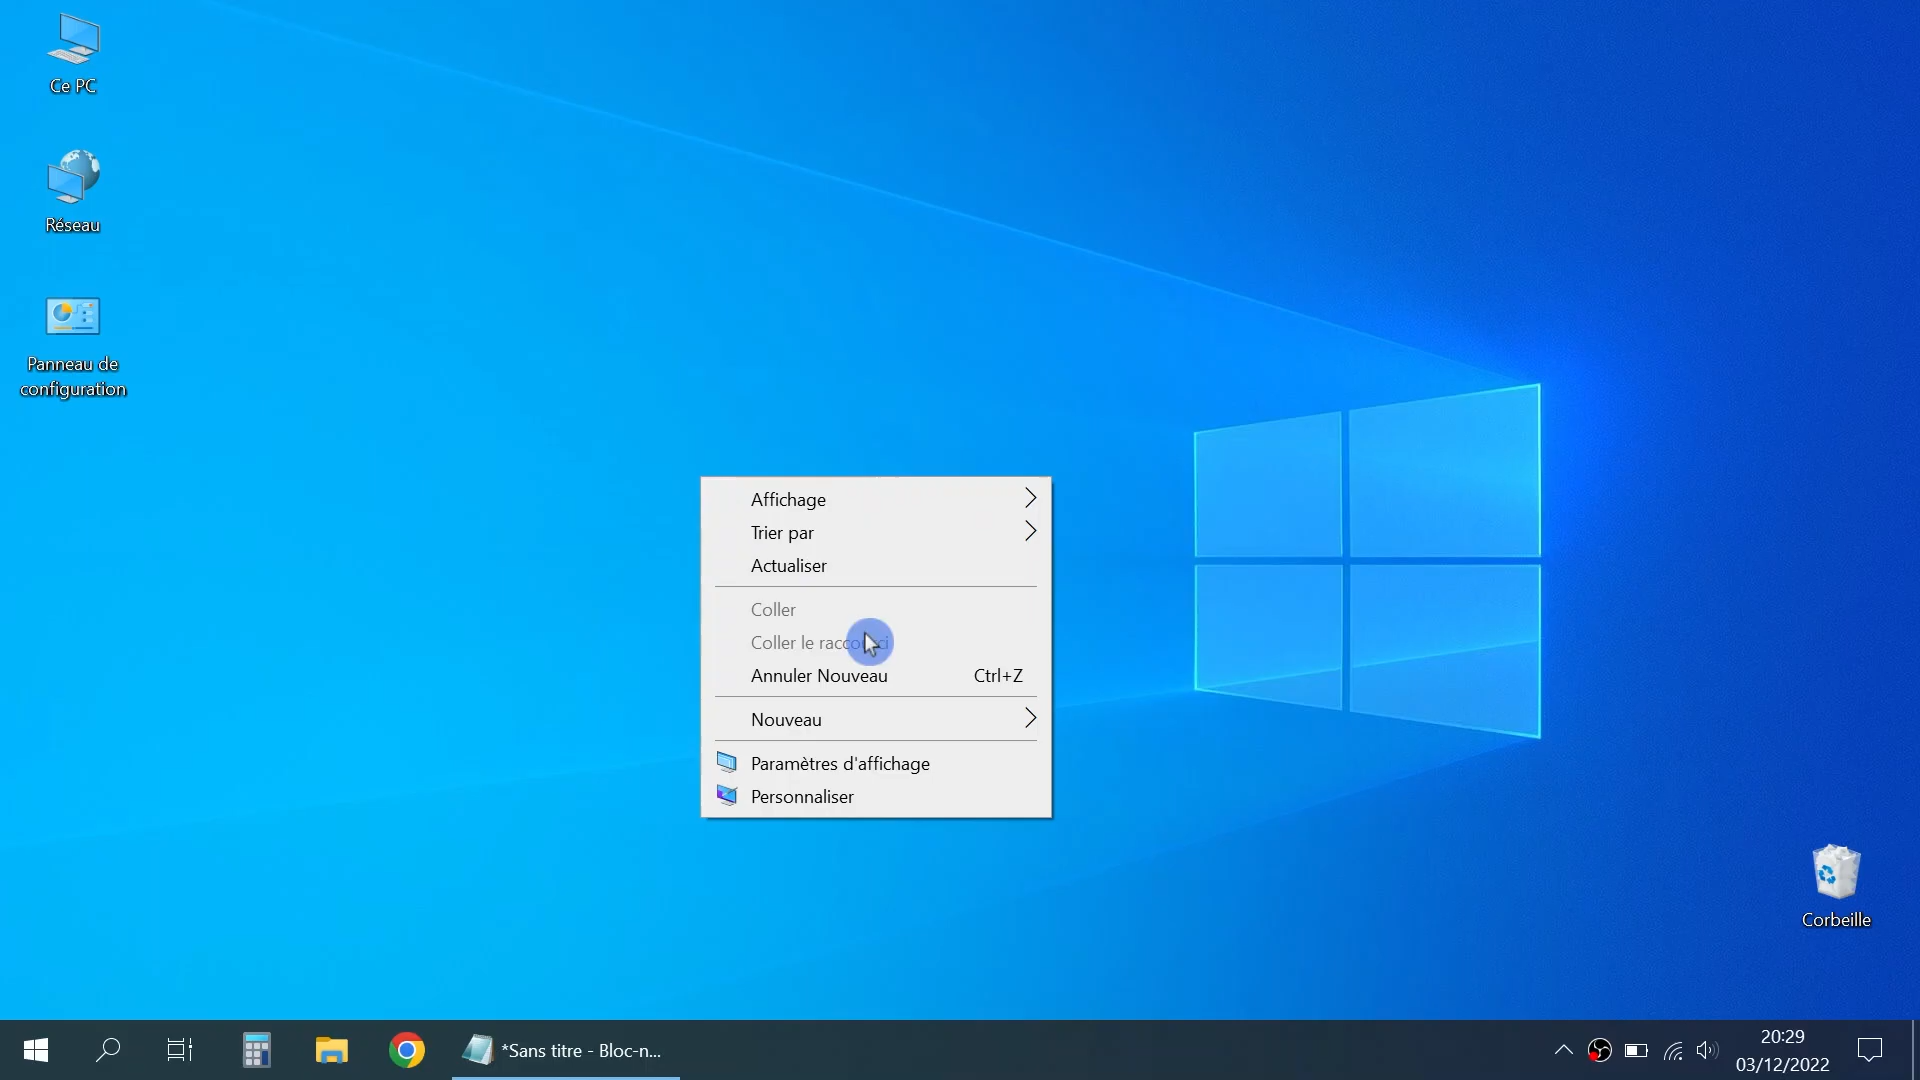 Ce PC
Réseau
Panneau de
configuration
Affichage
Trier par
Actualiser
Coller
Coller le raccourci
Annuler Nouveau Ctrl+Z
Nouveau
Paramètres d'affichage
Personnaliser
Corbeille
*Sans titre - Bloc-n...
20:29
03/12/2022